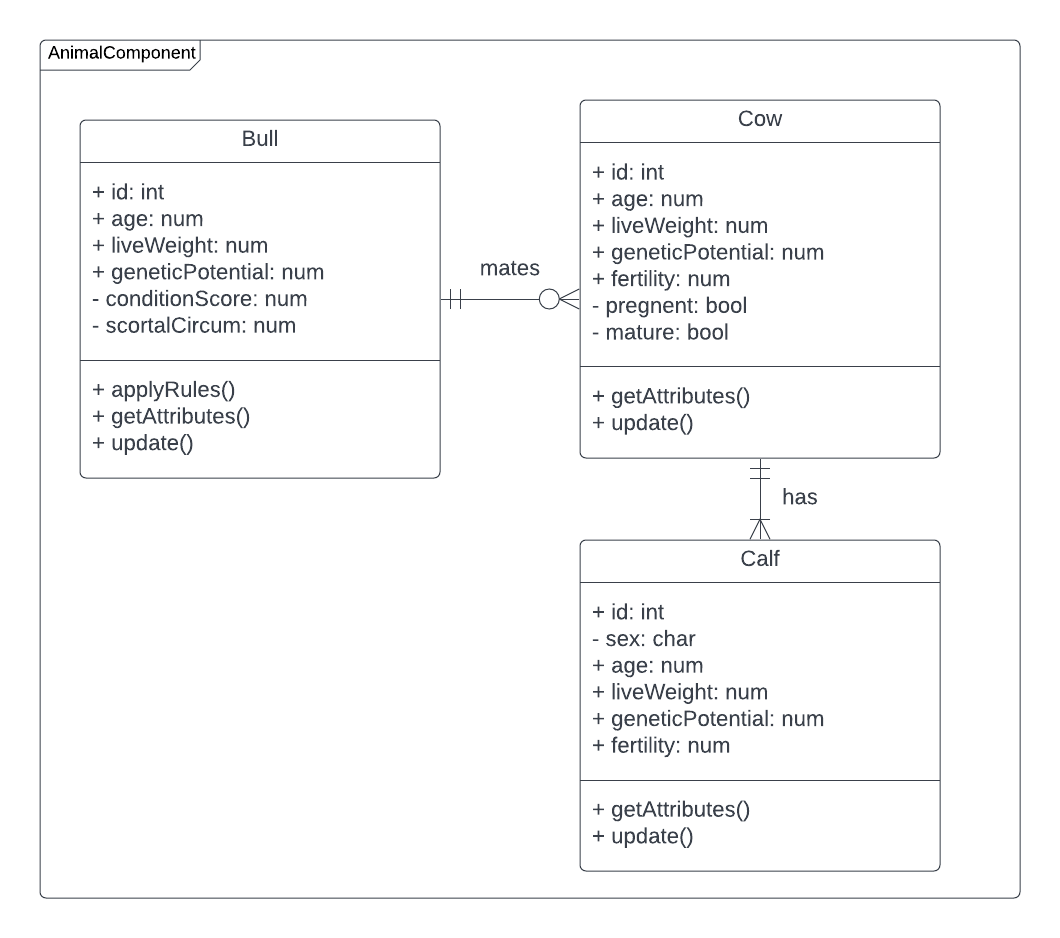 AnimalComponent
Bull
+ id: int
+ age: num
+ liveWeight: num
+ geneticPotential: num
- conditionScore: num
- scortalCircum: num
+ applyRules()
+ getAttributes()
+ update()
mates
Cow
+ id: int
+ age: num
+ liveWeight: num
+ geneticPotential: num
+ fertility: num
- pregnent: bool
- mature: bool
+ getAttributes()
+ update()
has
Calf
+ id: int
- sex: char
+ age: num
+ liveWeight: num
+ geneticPotential: num
+ fertility: num
+ getAttributes()
+ update()